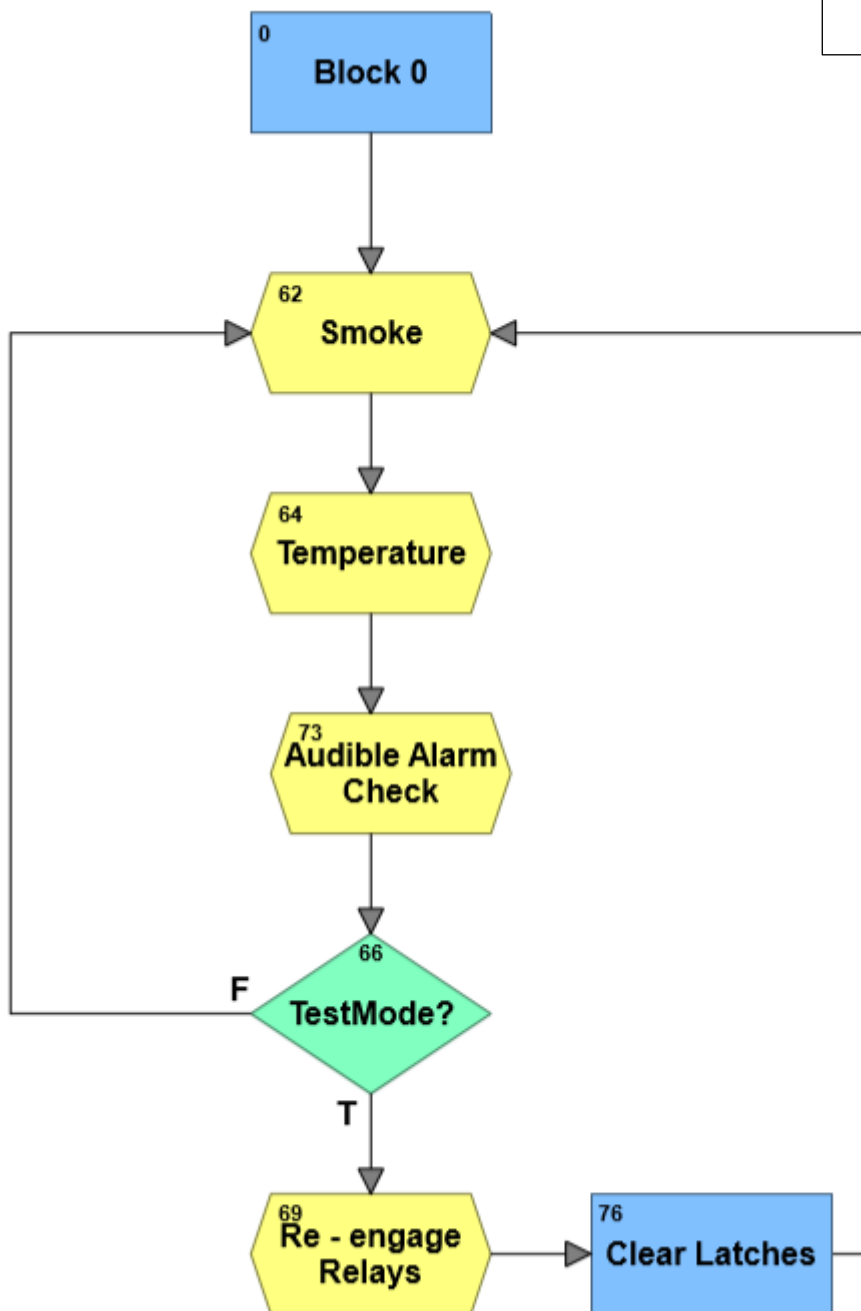 0
Block 0
62
Smoke
64
Temperature
73
Audible Alarm
Check
66
F
TestMode?
T
69
Re - engage
Relays
76
Clear Latches